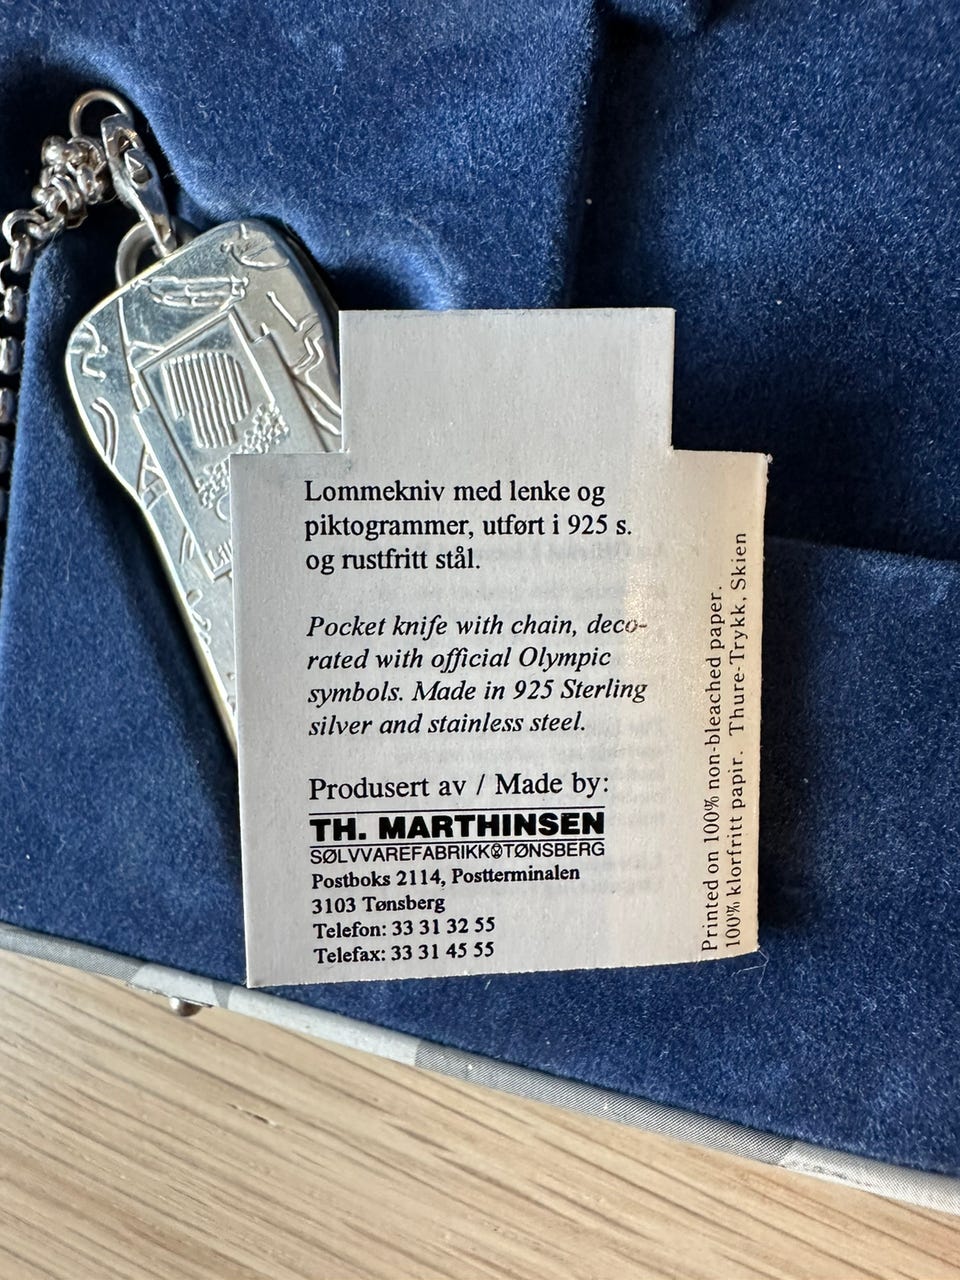 Lommekniv med lenke og
piktogrammer, utført i 925 s.
og rustfritt stål.
Pocket knife with chain, deco-
rated with official Olympic
symbols. Made in 925 Sterling
silver and stainless steel.
Produsert av / Made by:
TH. MARTHINSEN
SØLVVAREFABRIKK TØNSBERG
Postboks 2114, Postterminalen
3103 Tønsberg
Telefon: 33 31 32 55
Telefax: 33 31 45 55
Printed on 100% non-bleached paper.
100% klorfritt papir. Thure-Trykk, Skien